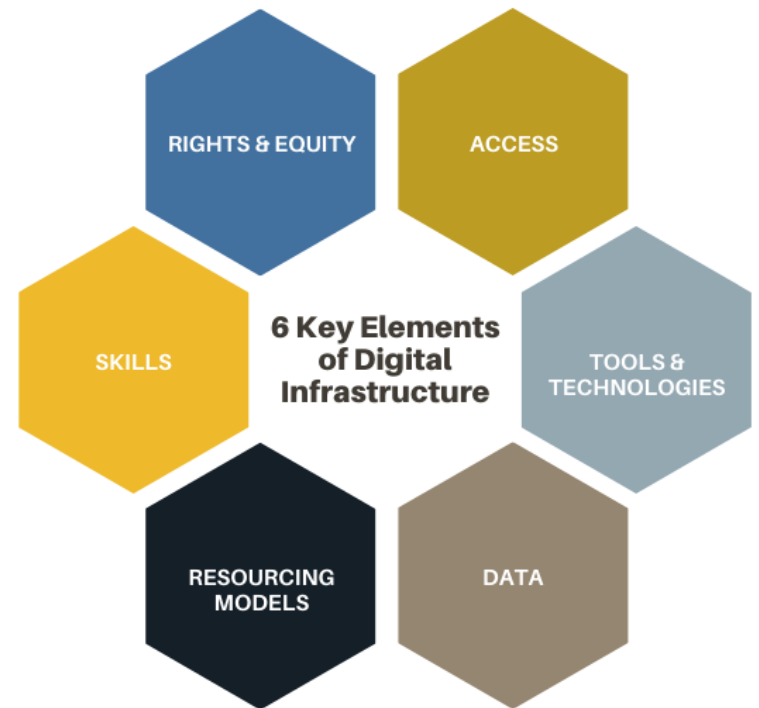 RIGHTS & EQUITY
ACCESS
SKILLS
6 Key Elements
of Digital
Infrastructure
TOOLS &
TECHNOLOGIES
RESOURCING
MODELS
DATA